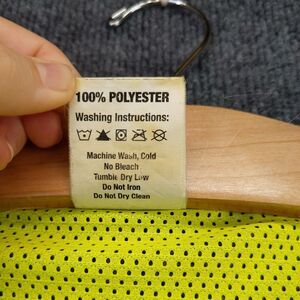 100% POLYESTER
Washing Instructions:
Machine Wash, Cold
No Bleach
Tumble Dry Low
Do Not Iron
Do Not Dry Clean